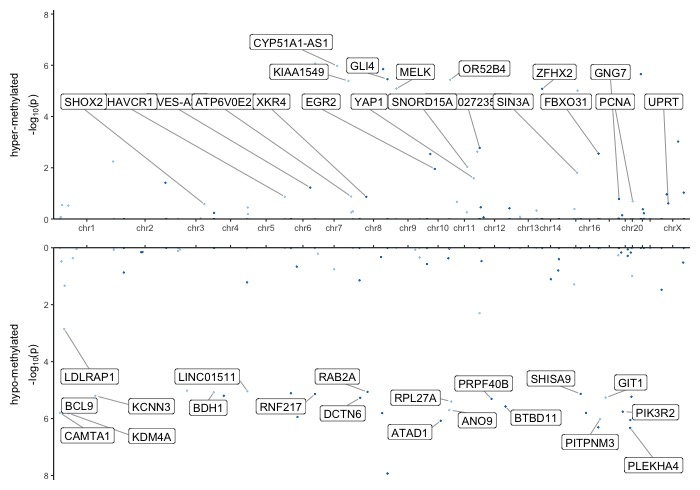 8
CYP51A1-AS1
GLI4
MELK
OR52B4
KIAA1549
ZFHX2
GNG7
6
SHOX2
HAVCR1
VES-A
ATP6V0E2
XKR4
EGR2
YAP1
SNORD15A
SIN3A
FBXO31
PCNA
UPRT
4
2
0
hyper-methylated
-log10(p)
chr1 chr2 chr3 chr4 chr5 chr6 chr7 chr8 chr9 chr10 chr11 chr12 chr13 chr14 chr16 chr20 chrX
0
2
4
6
8
hypo-methylated
-log10(p)
LDLRAP1
LINC01511
RAB2A
SHISA9
GIT1
PRPF40B
BCL9
KCNN3
BDH1
RNF217
DCTN6
RPL27A
ANO9
BTBD11
PIK3R2
CAMTA1
KDM4A
ATAD1
PITPNM3
PLEKHA4